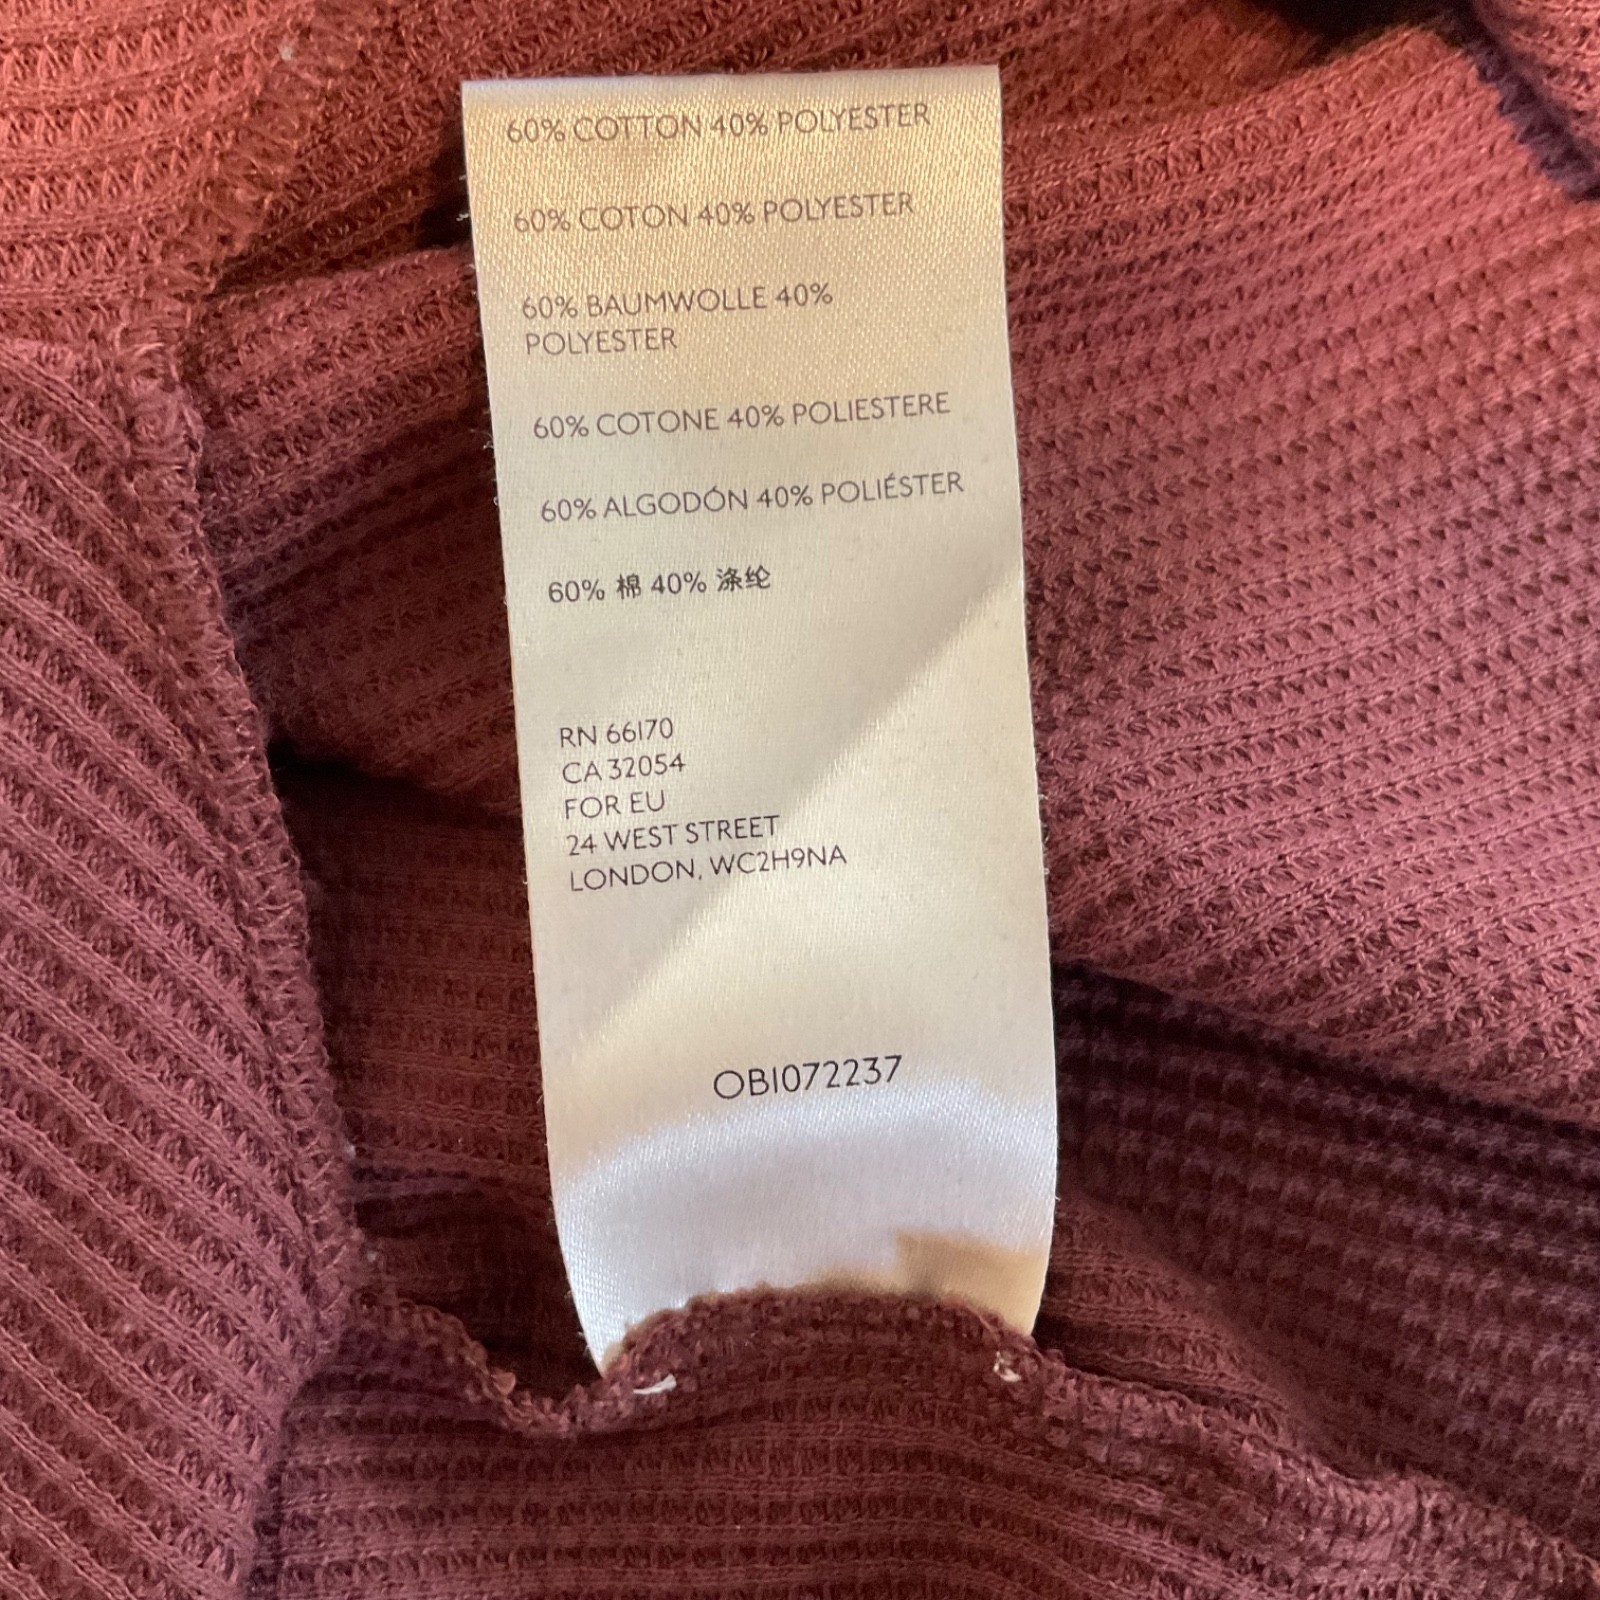 60% COTTON 40% POLYESTER
60% COTON 40% POLYESTER
60% BAUMWOLLE 40%
POLYESTER
60% COTONE 40% POLIESTERE
60% ALGODÓN 40% POLIÉSTER
60% 棉 40% 涤纶
RN 66170
CA 32054
FOR EU
24 WEST STREET
LONDON, WC2H9NA
OB1072237